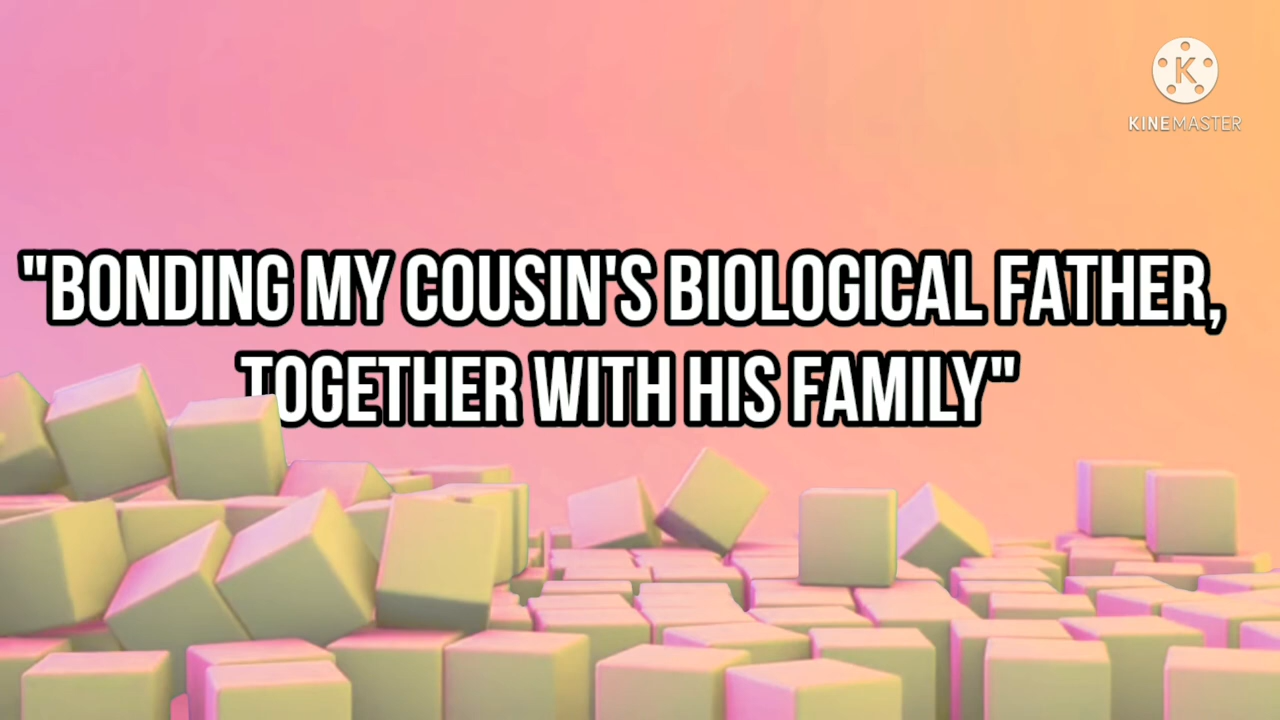 KINEMASTER
"BONDING MY COUSIN'S BIOLOGICAL FATHER,
TOGETHER WITH HIS FAMILY"